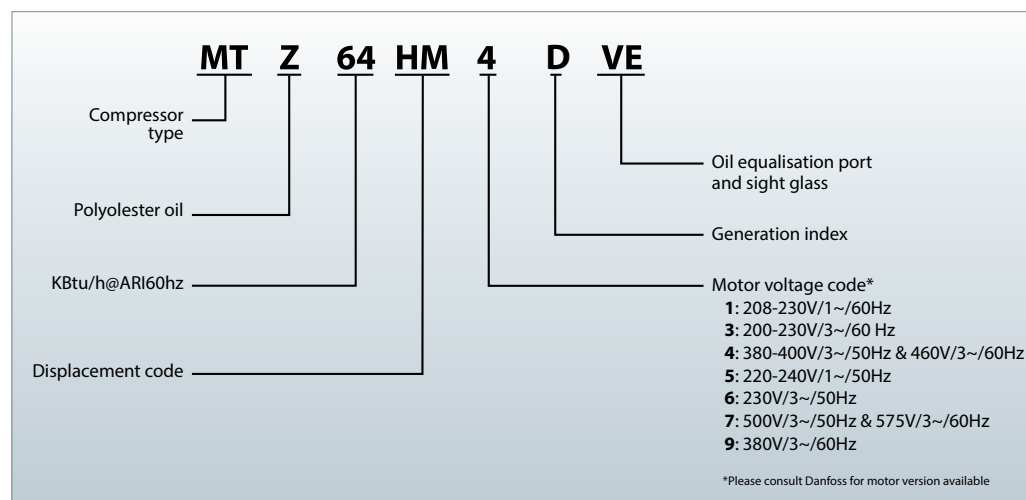 MT Z 64 HM 4 D VE
Compressor
type
Polyolester oil
KBtu/h@ARI60hz
Displacement code
Oil equalisation port
and sight glass
Generation index
Motor voltage code*
1: 208-230V/1~/60Hz
3: 200-230V/3~/60 Hz
4: 380-400V/3~/50Hz & 460V/3~/60Hz
5: 220-240V/1~/50Hz
6: 230V/3~/50Hz
7: 500V/3~/50Hz & 575V/3~/60Hz
9: 380V/3~/60Hz
*Please consult Danfoss for motor version available